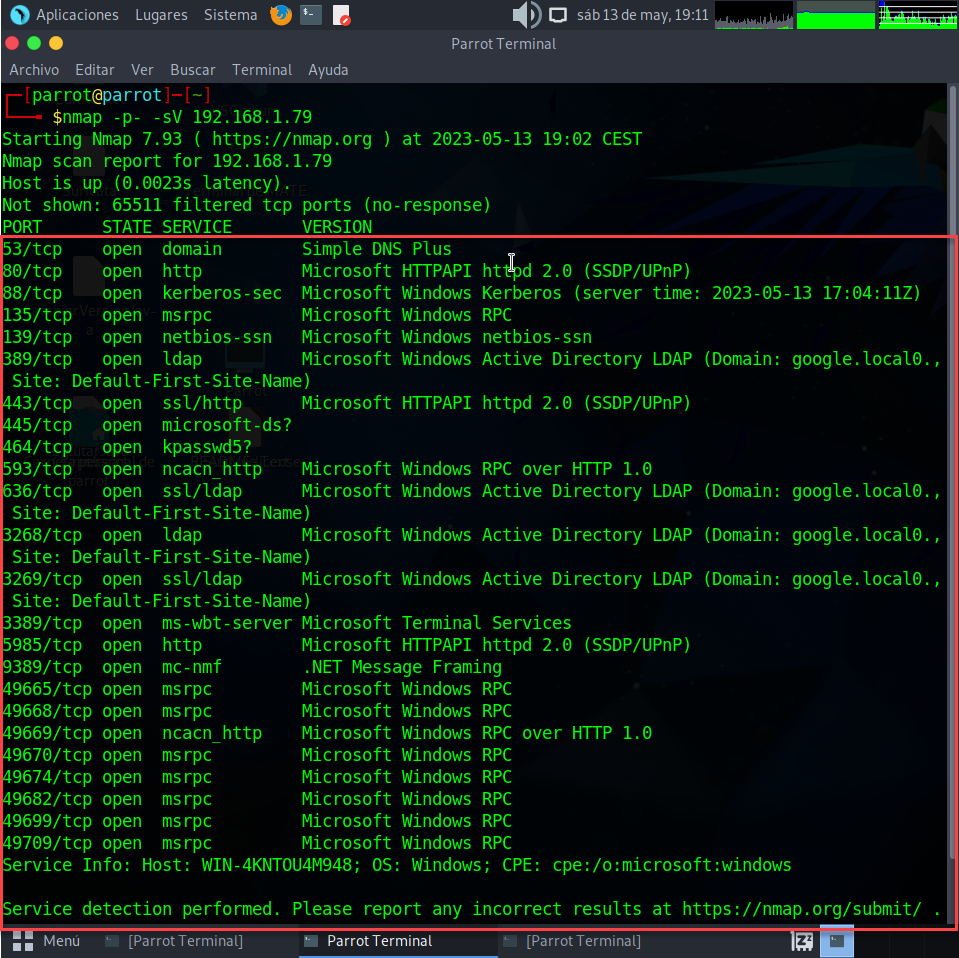 Aplicaciones Lugares Sistema sáb 13 de may, 19:11
Parrot Terminal
Archivo Editar Ver Buscar Terminal Ayuda
┌─[parrot@parrot]─[~]
└──╼ $nmap -p- -sV 192.168.1.79
Starting Nmap 7.93 ( https://nmap.org ) at 2023-05-13 19:02 CEST
Nmap scan report for 192.168.1.79
Host is up (0.0023s latency).
Not shown: 65511 filtered tcp ports (no-response)
PORT STATE SERVICE VERSION
53/tcp open domain Simple DNS Plus
80/tcp open http Microsoft HTTPAPI httpd 2.0 (SSDP/UPnP)
88/tcp open kerberos-sec Microsoft Windows Kerberos (server time: 2023-05-13 17:04:11Z)
135/tcp open msrpc Microsoft Windows RPC
139/tcp open netbios-ssn Microsoft Windows netbios-ssn
389/tcp open ldap Microsoft Windows Active Directory LDAP (Domain: google.local0.,
Site: Default-First-Site-Name)
443/tcp open ssl/http Microsoft HTTPAPI httpd 2.0 (SSDP/UPnP)
445/tcp open microsoft-ds?
464/tcp open kpasswd5?
593/tcp open ncacn_http Microsoft Windows RPC over HTTP 1.0
636/tcp open ssl/ldap Microsoft Windows Active Directory LDAP (Domain: google.local0.,
Site: Default-First-Site-Name)
3268/tcp open ldap Microsoft Windows Active Directory LDAP (Domain: google.local0.,
Site: Default-First-Site-Name)
3269/tcp open ssl/ldap Microsoft Windows Active Directory LDAP (Domain: google.local0.,
Site: Default-First-Site-Name)
3389/tcp open ms-wbt-server Microsoft Terminal Services
5985/tcp open http Microsoft HTTPAPI httpd 2.0 (SSDP/UPnP)
9389/tcp open mc-nmf .NET Message Framing
49665/tcp open msrpc Microsoft Windows RPC
49668/tcp open msrpc Microsoft Windows RPC
49669/tcp open ncacn_http Microsoft Windows RPC over HTTP 1.0
49670/tcp open msrpc Microsoft Windows RPC
49674/tcp open msrpc Microsoft Windows RPC
49682/tcp open msrpc Microsoft Windows RPC
49699/tcp open msrpc Microsoft Windows RPC
49709/tcp open msrpc Microsoft Windows RPC
Service Info: Host: WIN-4KNTOU4M948; OS: Windows; CPE: cpe:/o:microsoft:windows
Service detection performed. Please report any incorrect results at https://nmap.org/submit/ .
Menú [Parrot Terminal] Parrot Terminal [Parrot Terminal]